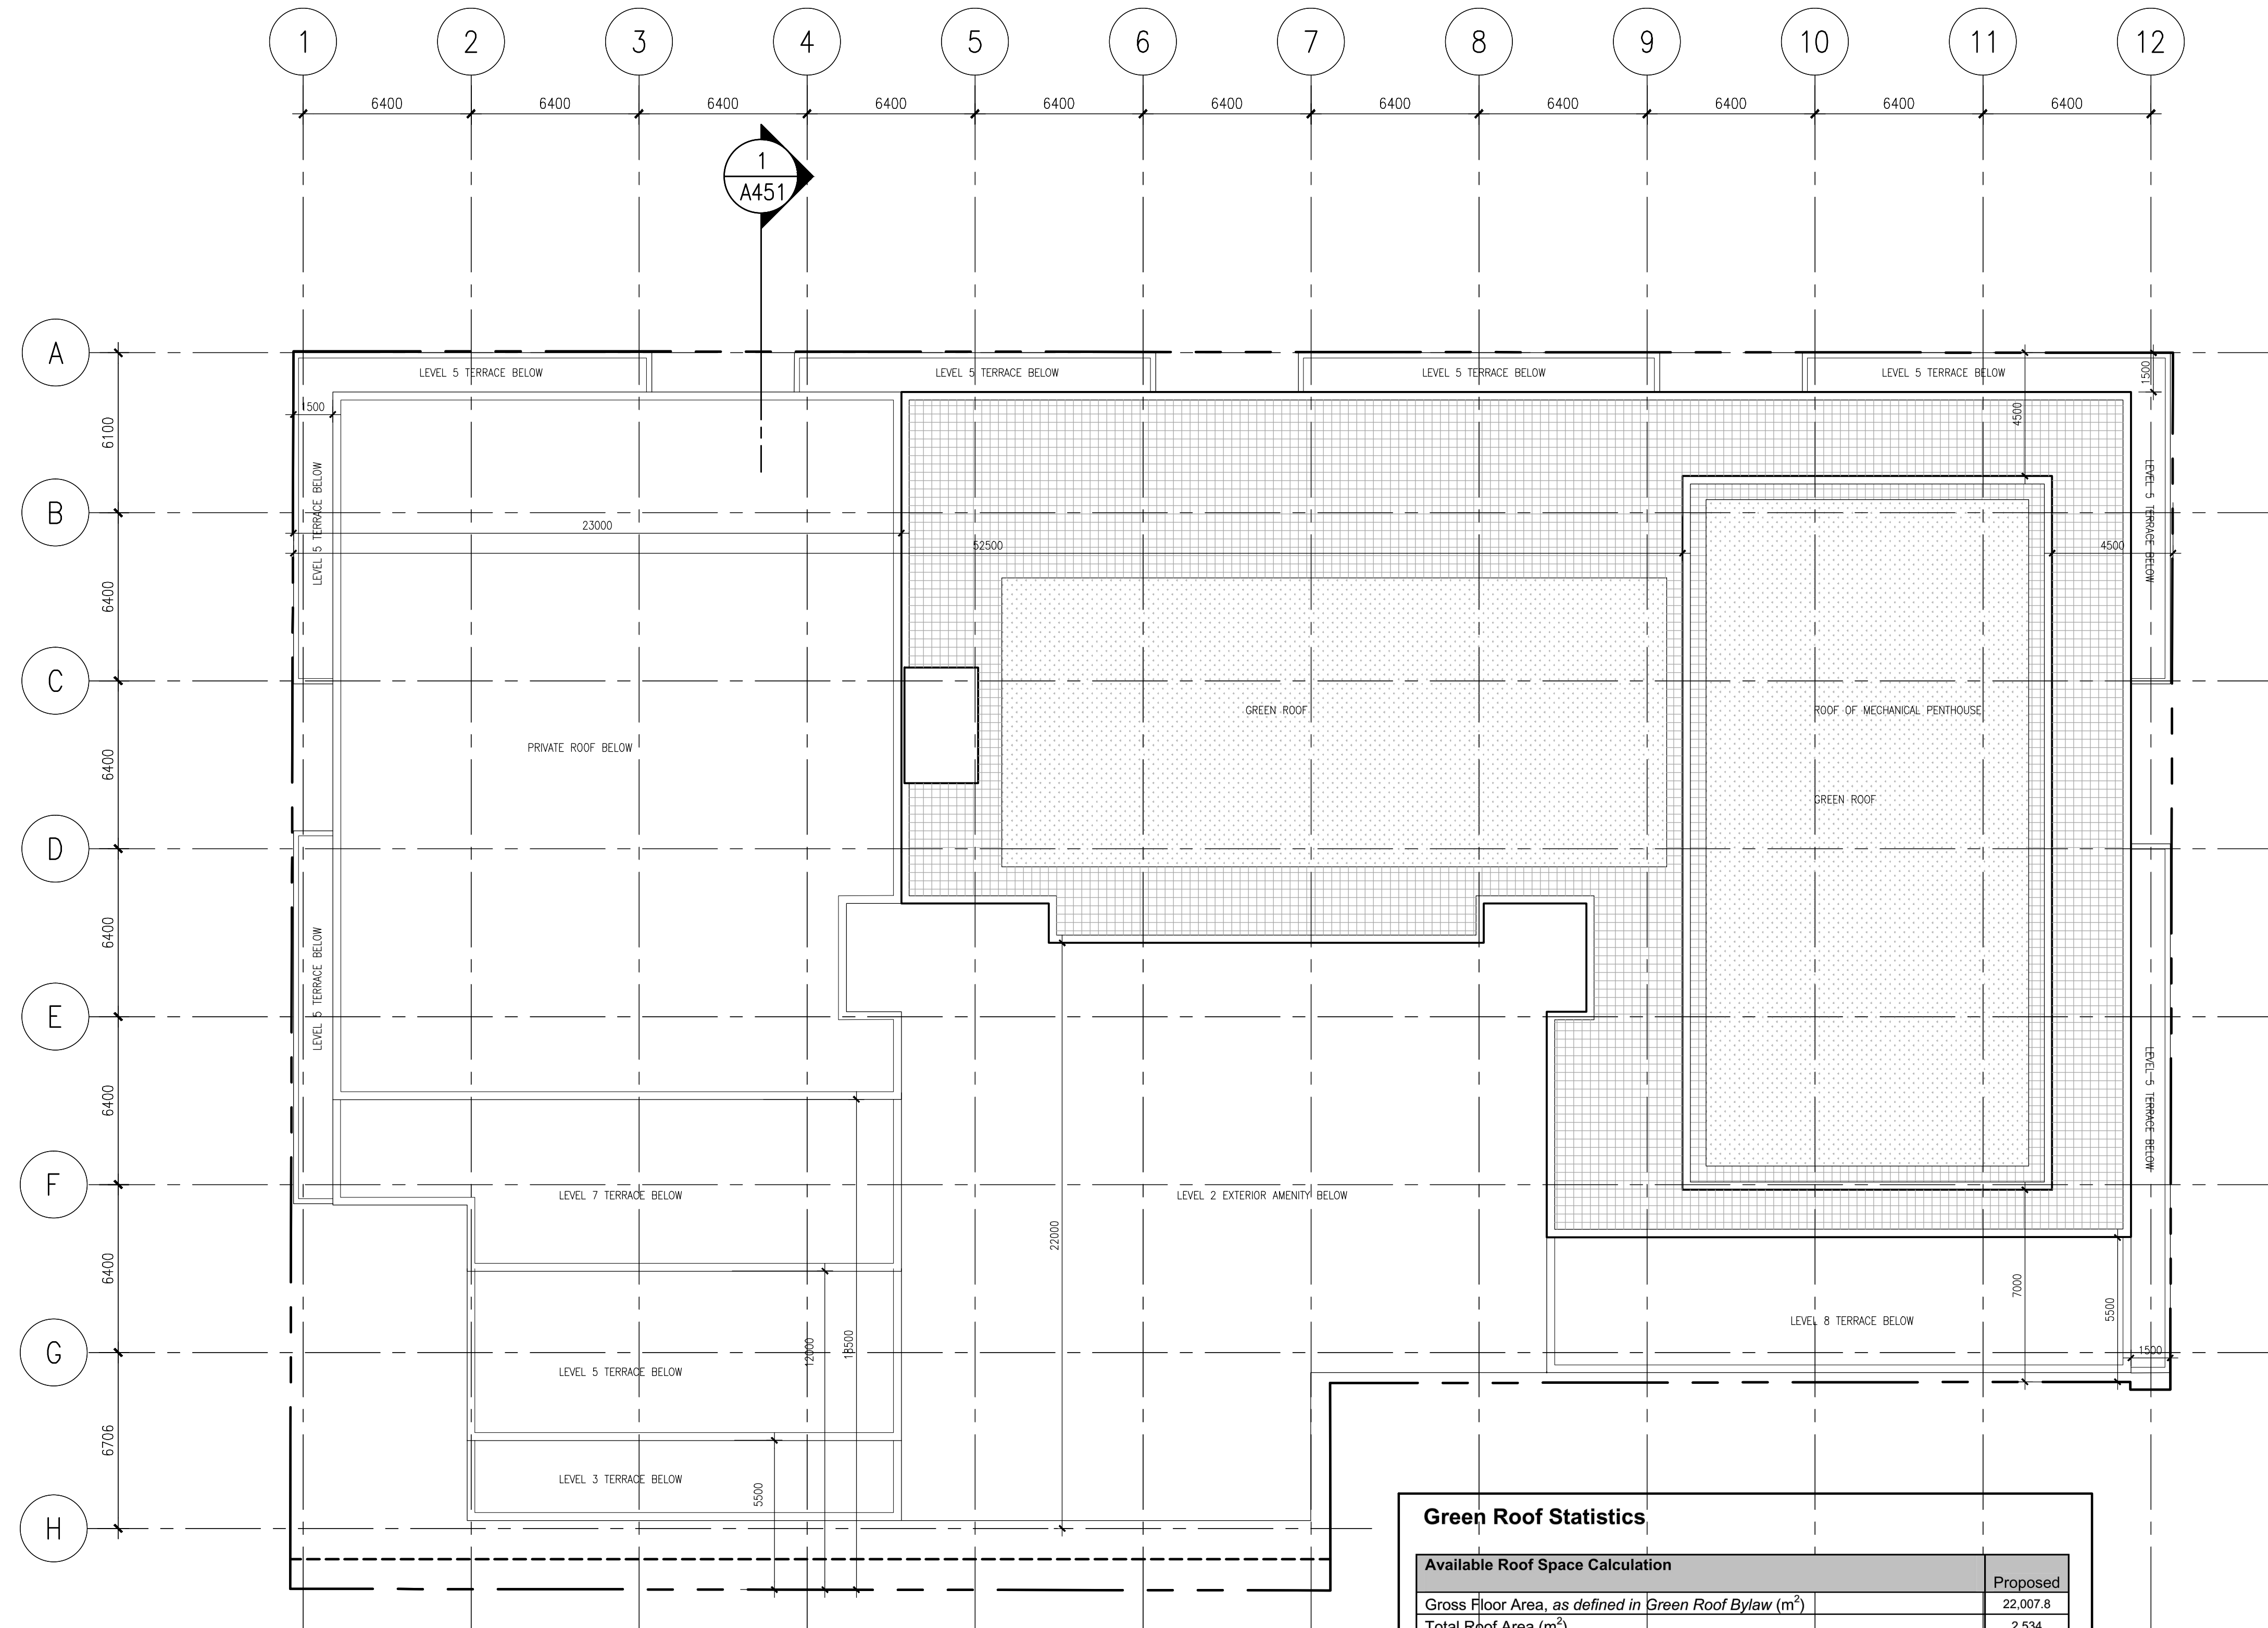 1 2 3 4 5 6 7 8 9 10 11 12
6400 6400 6400 6400 6400 6400 6400 6400 6400 6400 6400
1
A451
A
LEVEL 5 TERRACE BELOW
LEVEL 5 TERRACE BELOW
LEVEL 5 TERRACE BELOW
LEVEL 5 TERRACE BELOW
1500
1500
4500
6100
LEVEL 5 TERRACE BELOW
LEVEL 5 TERRACE BELOW
B
23000
52500
4500
6400
C
GREEN ROOF
ROOF OF MECHANICAL PENTHOUSE
PRIVATE ROOF BELOW
6400
GREEN ROOF
D
6400
LEVEL 5 TERRACE BELOW
E
6400
LEVEL 5 TERRACE BELOW
F
LEVEL 7 TERRACE BELOW
LEVEL 2 EXTERIOR AMENITY BELOW
22000
6400
7000
5500
LEVEL 8 TERRACE BELOW
12000
18500
G
1500
LEVEL 5 TERRACE BELOW
6706
LEVEL 3 TERRACE BELOW
5500
H
Green Roof Statistics
Available Roof Space Calculation
Proposed
Gross Floor Area, as defined in Green Roof Bylaw (m²) 22,007.8
Total Roof Area (m²) 2,534